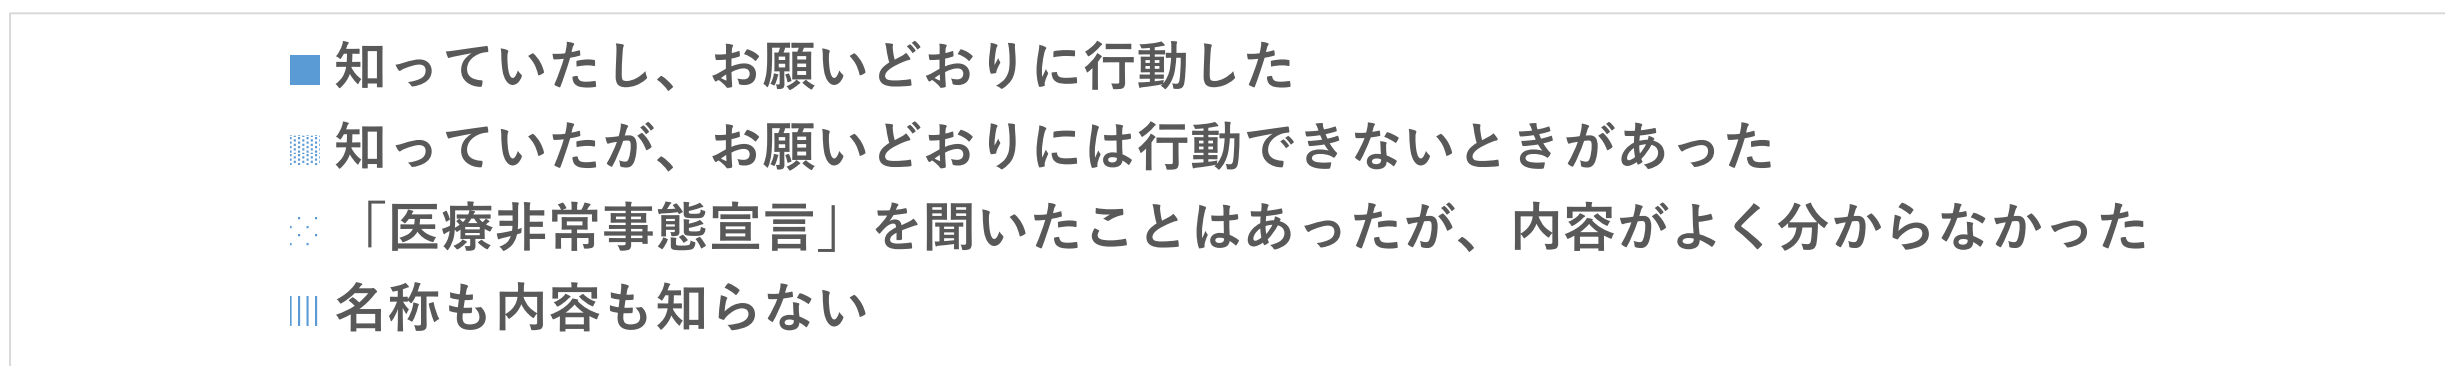 知っていたし、お願いどおりに行動した
知っていたが、お願いどおりには行動できないときがあった
「医療非常事態宣言」を聞いたことはあったが、内容がよく分からなかった
名称も内容も知らない